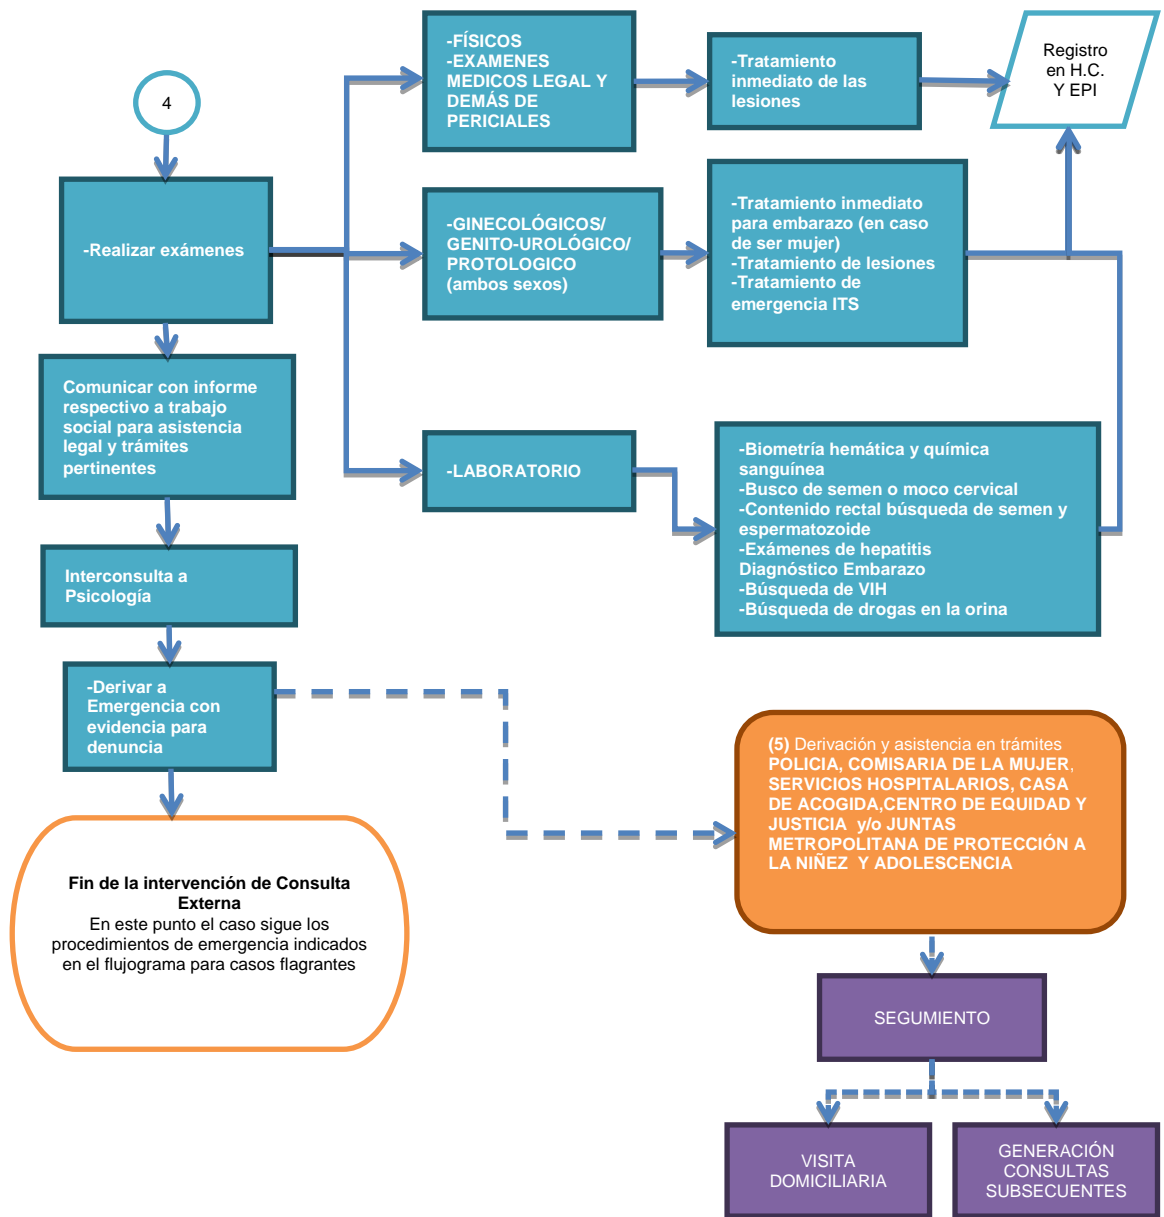 4
-Realizar exámenes
-FÍSICOS
-EXAMENES
MEDICOS LEGAL Y
DEMÁS DE
PERICIALES
-Tratamiento
inmediato de las
lesiones
Registro
en H.C.
Y EPI
-GINECOLÓGICOS/
GENITO-UROLÓGICO/
PROTOLOGICO
(ambos sexos)
-Tratamiento inmediato
para embarazo (en caso
de ser mujer)
-Tratamiento de lesiones
-Tratamiento de
emergencia ITS
Comunicar con informe
respectivo a trabajo
social para asistencia
legal y trámites
pertinentes
-LABORATORIO
-Biometría hemática y química
sanguínea
-Busco de semen o moco cervical
-Contenido rectal búsqueda de semen y
espermatozoide
-Exámenes de hepatitis
Diagnóstico Embarazo
-Búsqueda de VIH
-Búsqueda de drogas en la orina
Interconsulta a
Psicología
-Derivar a
Emergencia con
evidencia para
denuncia
(5) Derivación y asistencia en trámites
POLICIA, COMISARIA DE LA MUJER,
SERVICIOS HOSPITALARIOS, CASA
DE ACOGIDA,CENTRO DE EQUIDAD Y
JUSTICIA y/o JUNTAS
METROPOLITANA DE PROTECCIÓN A
LA NIÑEZ Y ADOLESCENCIA
Fin de la intervención de Consulta
Externa
En este punto el caso sigue los
procedimientos de emergencia indicados
en el flujograma para casos flagrantes
SEGUMIENTO
VISITA
DOMICILIARIA
GENERACIÓN
CONSULTAS
SUBSECUENTES